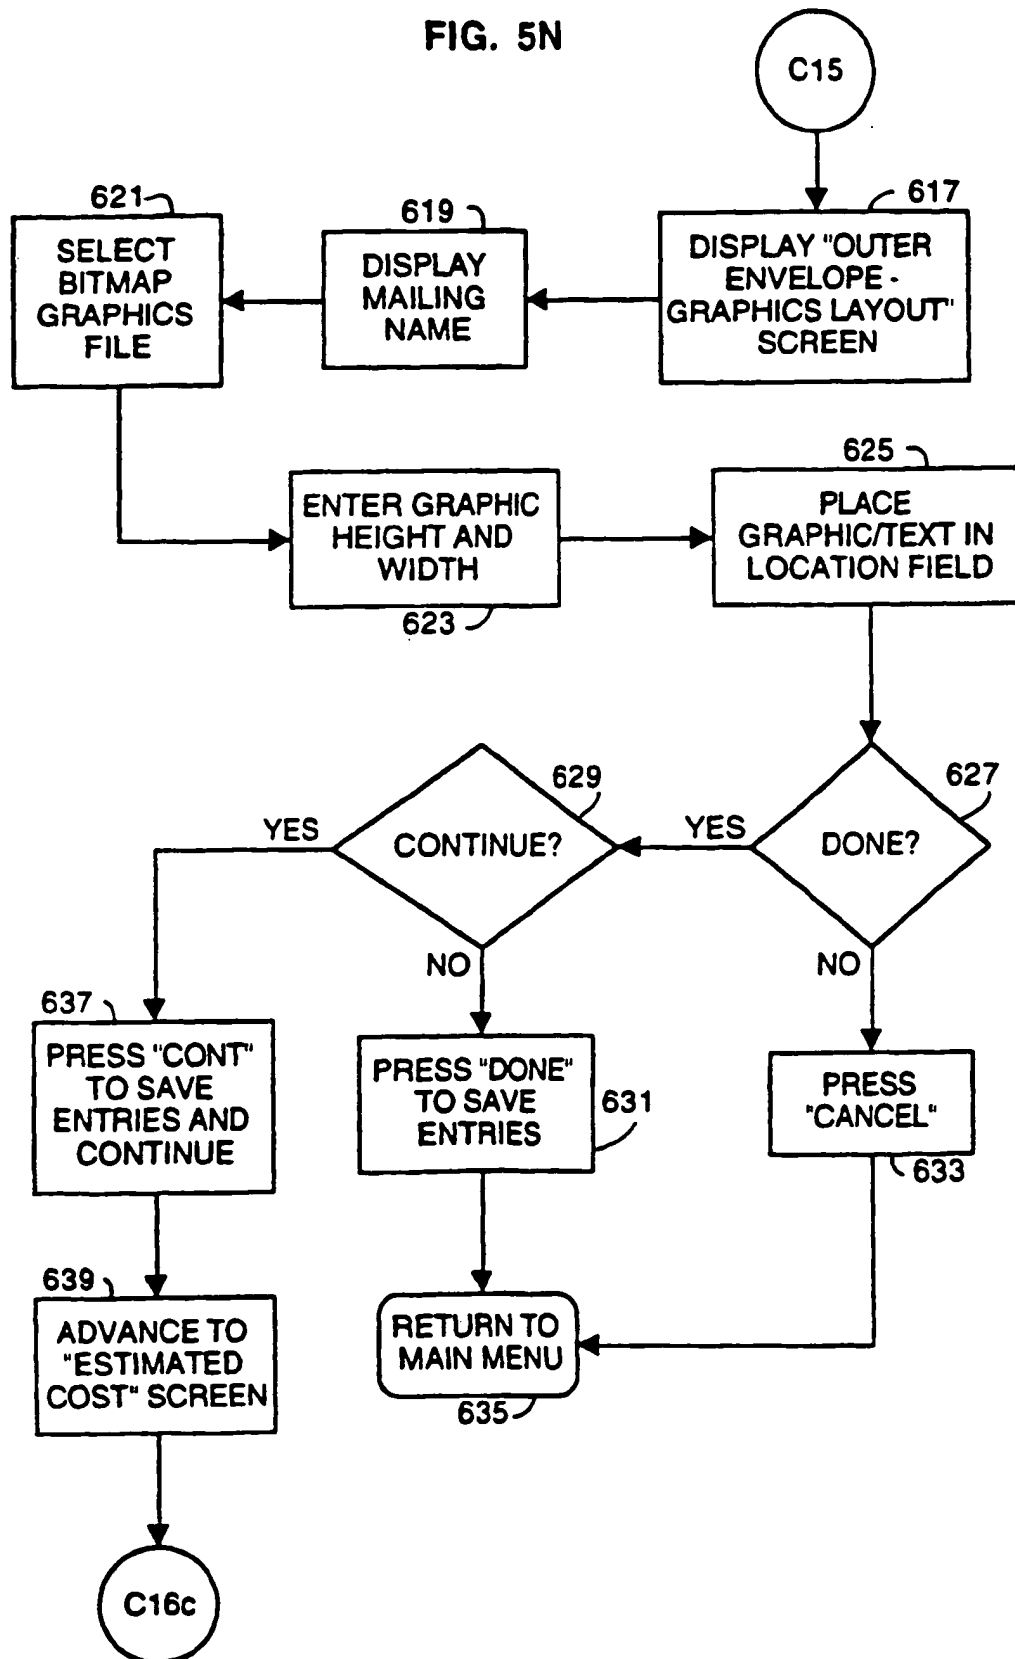 FIG. 5N
C15
617
DISPLAY "OUTER
ENVELOPE -
GRAPHICS LAYOUT"
SCREEN
619
DISPLAY
MAILING
NAME
621
SELECT
BITMAP
GRAPHICS
FILE
ENTER GRAPHIC
HEIGHT AND
WIDTH
623
625
PLACE
GRAPHIC/TEXT IN
LOCATION FIELD
627
DONE?
YES
NO
629
CONTINUE?
YES
NO
637
PRESS "CONT"
TO SAVE
ENTRIES AND
CONTINUE
PRESS "DONE"
TO SAVE
ENTRIES
631
PRESS
"CANCEL"
633
639
ADVANCE TO
"ESTIMATED
COST" SCREEN
RETURN TO
MAIN MENU
635
C16c